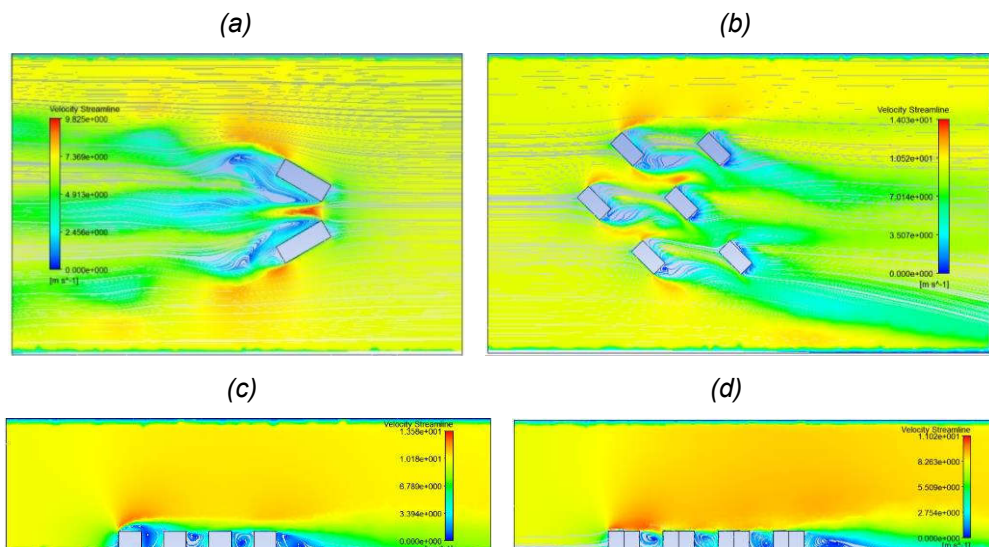 (a)
(b)
Velocity Streamline
9.825e+000
7.369e+000
4.913e+000
2.456e+000
0.000e+000
[m s^-1]
Velocity Streamline
1.403e+001
1.052e+001
7.014e+000
3.507e+000
0.000e+000
[m s^-1]
(c)
(d)
Velocity Streamline
1.358e+001
1.018e+001
6.789e+000
3.394e+000
0.000e+000
Velocity Streamline
1.102e+001
8.263e+000
5.509e+000
2.754e+000
0.000e+000
[m s^-1]